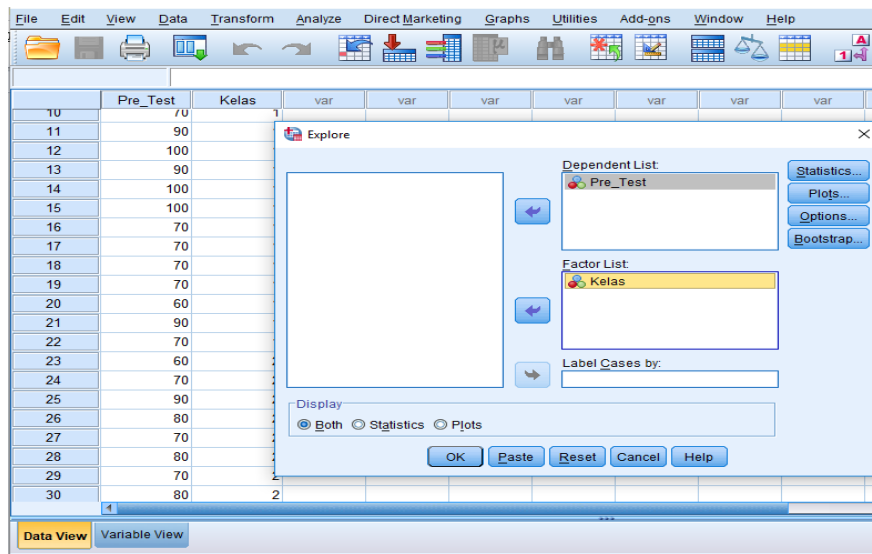 File Edit View Data Transform Analyze Direct Marketing Graphs Utilities Add-ons Window Help
Pre_Test Kelas var var var var var var var
10 70 1
11 90
12 100
13 90
14 100
15 100
16 70
17 70
18 70
19 70
20 60
21 90
22 70
23 60
24 70
25 90
26 80
27 70
28 80
29 70 2
30 80 2
Explore
Dependent List:
Pre_Test
Statistics...
Plots...
Options...
Bootstrap...
Factor List:
Kelas
Label Cases by:
Display
Both Statistics Plots
OK Paste Reset Cancel Help
Data View Variable View